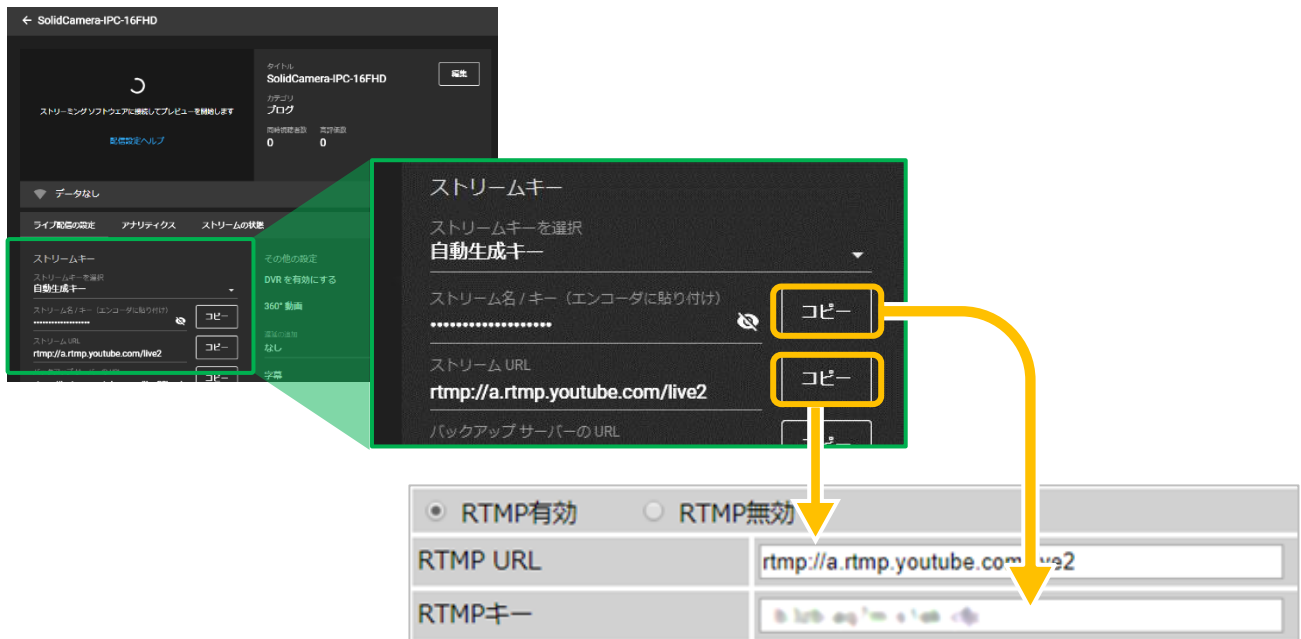 ← SolidCamera-IPC-16FHD
ストリーミングソフトウェアに接続してプレビューを開始します
配信設定ヘルプ
タイトル
SolidCamera-IPC-16FHD
編集
カテゴリ
ブログ
同時視聴者数 高評価数
0 0
データなし
ライブ配信の設定 アナリティクス ストリームの状態
ストリームキー
ストリームキーを選択
自動生成キー
ストリーム名/キー（エンコーダに貼り付け）
••••••••••••••••••• コピー
ストリーム URL
rtmp://a.rtmp.youtube.com/live2 コピー
コピー
その他の設定
DVR を有効にする
360° 動画
遅延の追加
なし
字幕
ストリームキー
ストリームキーを選択
自動生成キー
ストリーム名/キー（エンコーダに貼り付け）
••••••••••••••••••• コピー
ストリーム URL
rtmp://a.rtmp.youtube.com/live2 コピー
バックアップ サーバーの URL
コピー
RTMP有効 RTMP無効
RTMP URL
rtmp://a.rtmp.youtube.com ve2
RTMPキー